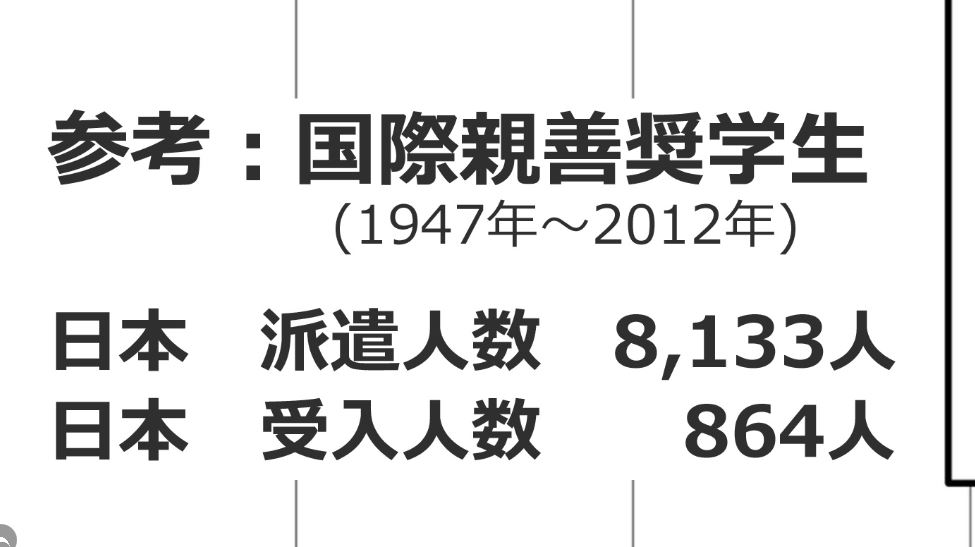 参考：国際親善奨学生
(1947年～2012年)
日本　派遣人数　8,133人
日本　受入人数　864人